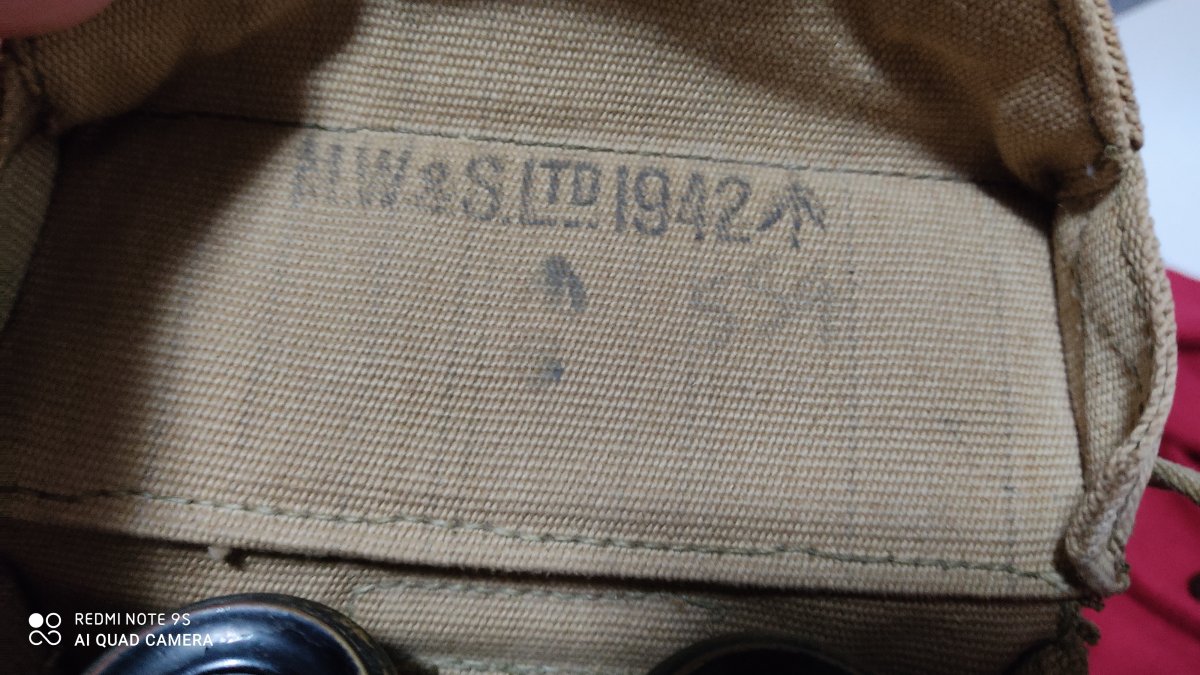 M.W.& S. LTD 1942
REDMI NOTE 9S
AI QUAD CAMERA